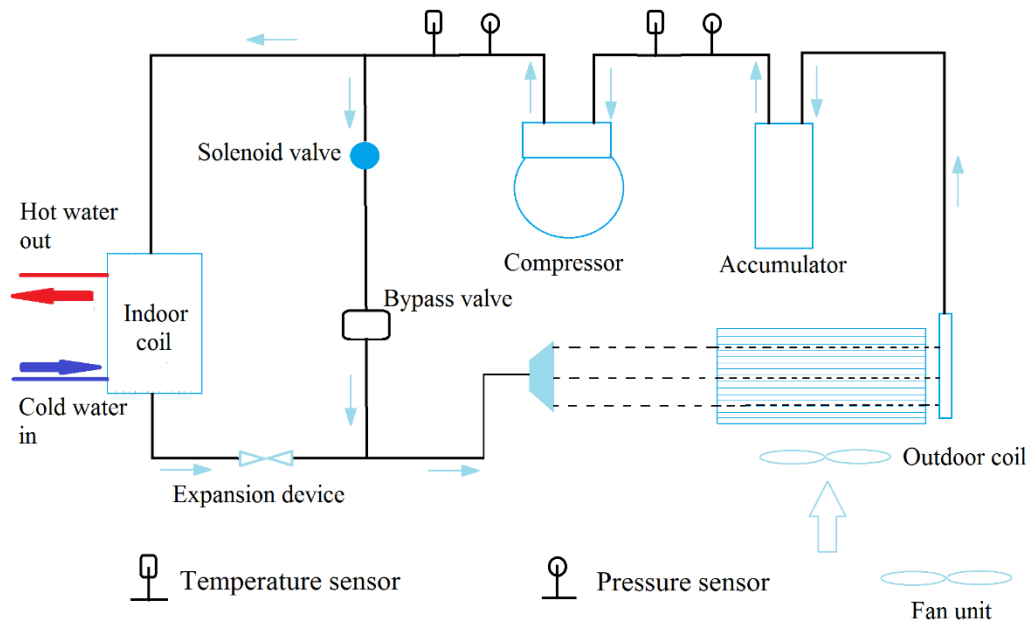 Solenoid valve
Hot water
out
Compressor
Accumulator
Bypass valve
Indoor
coil
Cold water
in
Outdoor coil
Expansion device
Temperature sensor
Pressure sensor
Fan unit